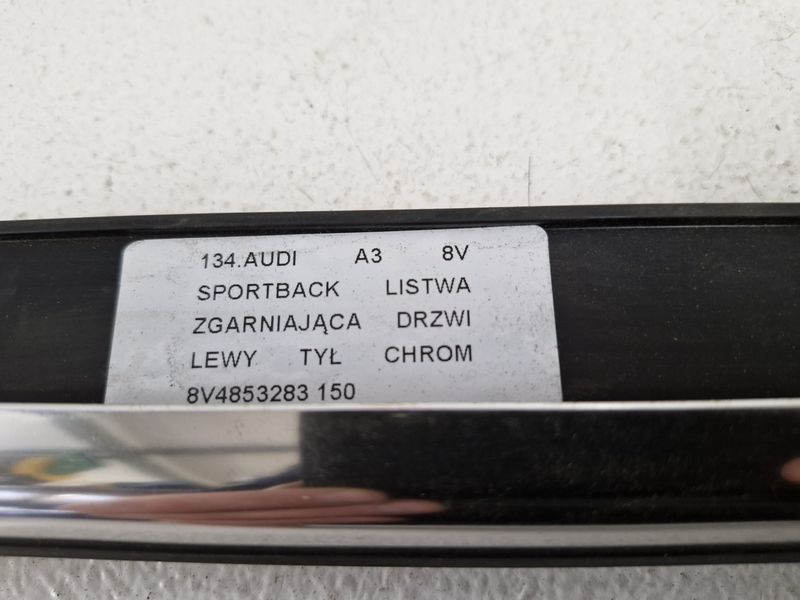 134.AUDI A3 8V
SPORTBACK LISTWA
ZGARNIAJĄCA DRZWI
LEWY TYŁ CHROM
8V4853283 150